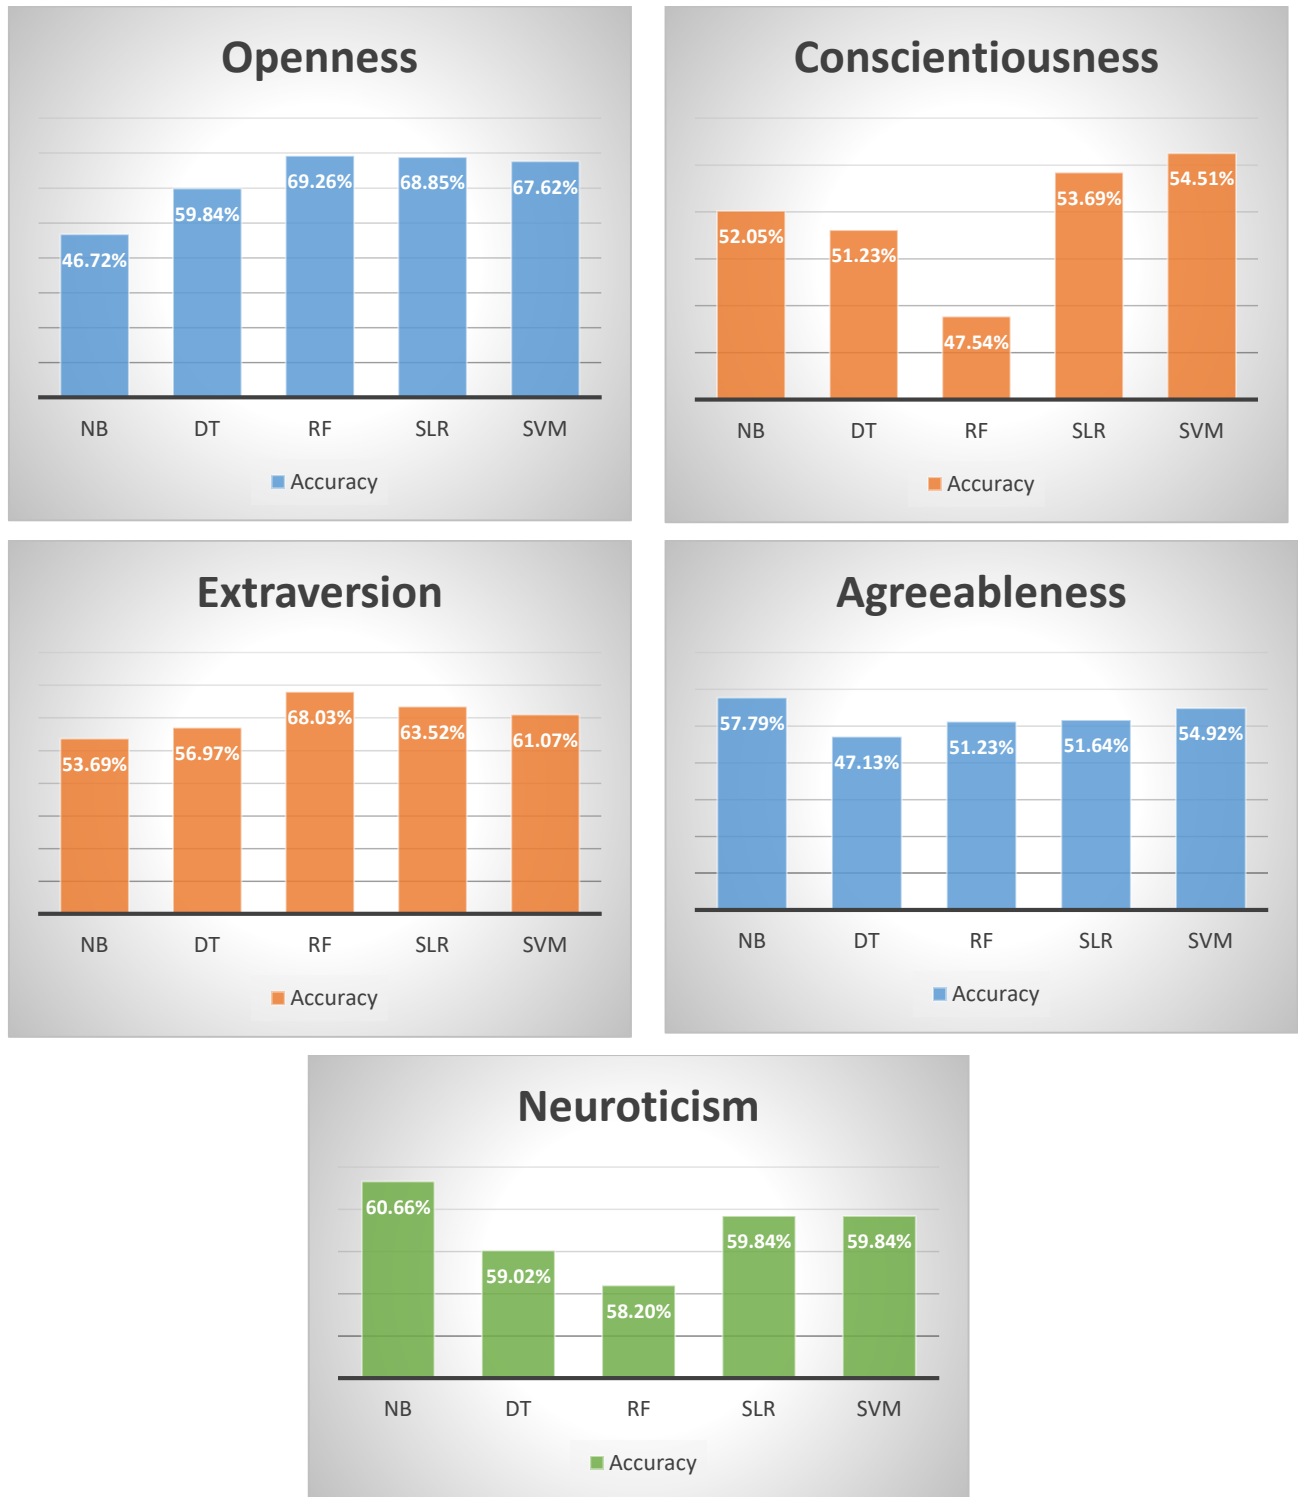 Openness
46.72%
59.84%
69.26%
68.85%
67.62%
NB DT RF SLR SVM
Accuracy
Conscientiousness
52.05%
51.23%
47.54%
53.69%
54.51%
NB DT RF SLR SVM
Accuracy
Extraversion
53.69%
56.97%
68.03%
63.52%
61.07%
NB DT RF SLR SVM
Accuracy
Agreeableness
57.79%
47.13%
51.23%
51.64%
54.92%
NB DT RF SLR SVM
Accuracy
Neuroticism
60.66%
59.02%
58.20%
59.84%
59.84%
NB DT RF SLR SVM
Accuracy